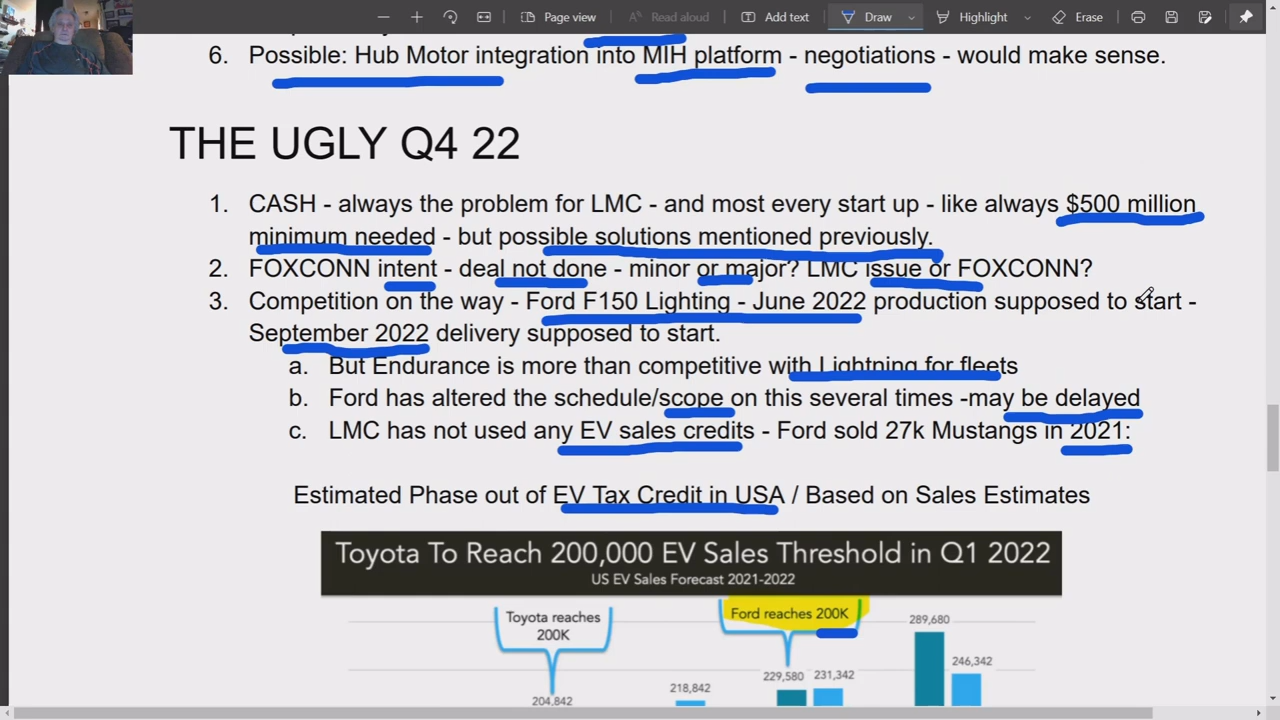 Page view
Read aloud
Add text
Draw
Highlight
Erase
6. Possible: Hub Motor integration into MIH platform - negotiations - would make sense.
THE UGLY Q4 22
1. CASH - always the problem for LMC - and most every start up - like always $500 million
minimum needed - but possible solutions mentioned previously.
2. FOXCONN intent - deal not done - minor or major? LMC issue or FOXCONN?
3. Competition on the way - Ford F150 Lighting - June 2022 production supposed to start -
September 2022 delivery supposed to start.
a. But Endurance is more than competitive with Lightning for fleets
b. Ford has altered the schedule/scope on this several times -may be delayed
c. LMC has not used any EV sales credits - Ford sold 27k Mustangs in 2021:
Estimated Phase out of EV Tax Credit in USA / Based on Sales Estimates
Toyota To Reach 200,000 EV Sales Threshold in Q1 2022
US EV Sales Forecast 2021-2022
Toyota reaches
200K
Ford reaches 200K
289,680
246,342
229,580
231,342
218,842
204,842